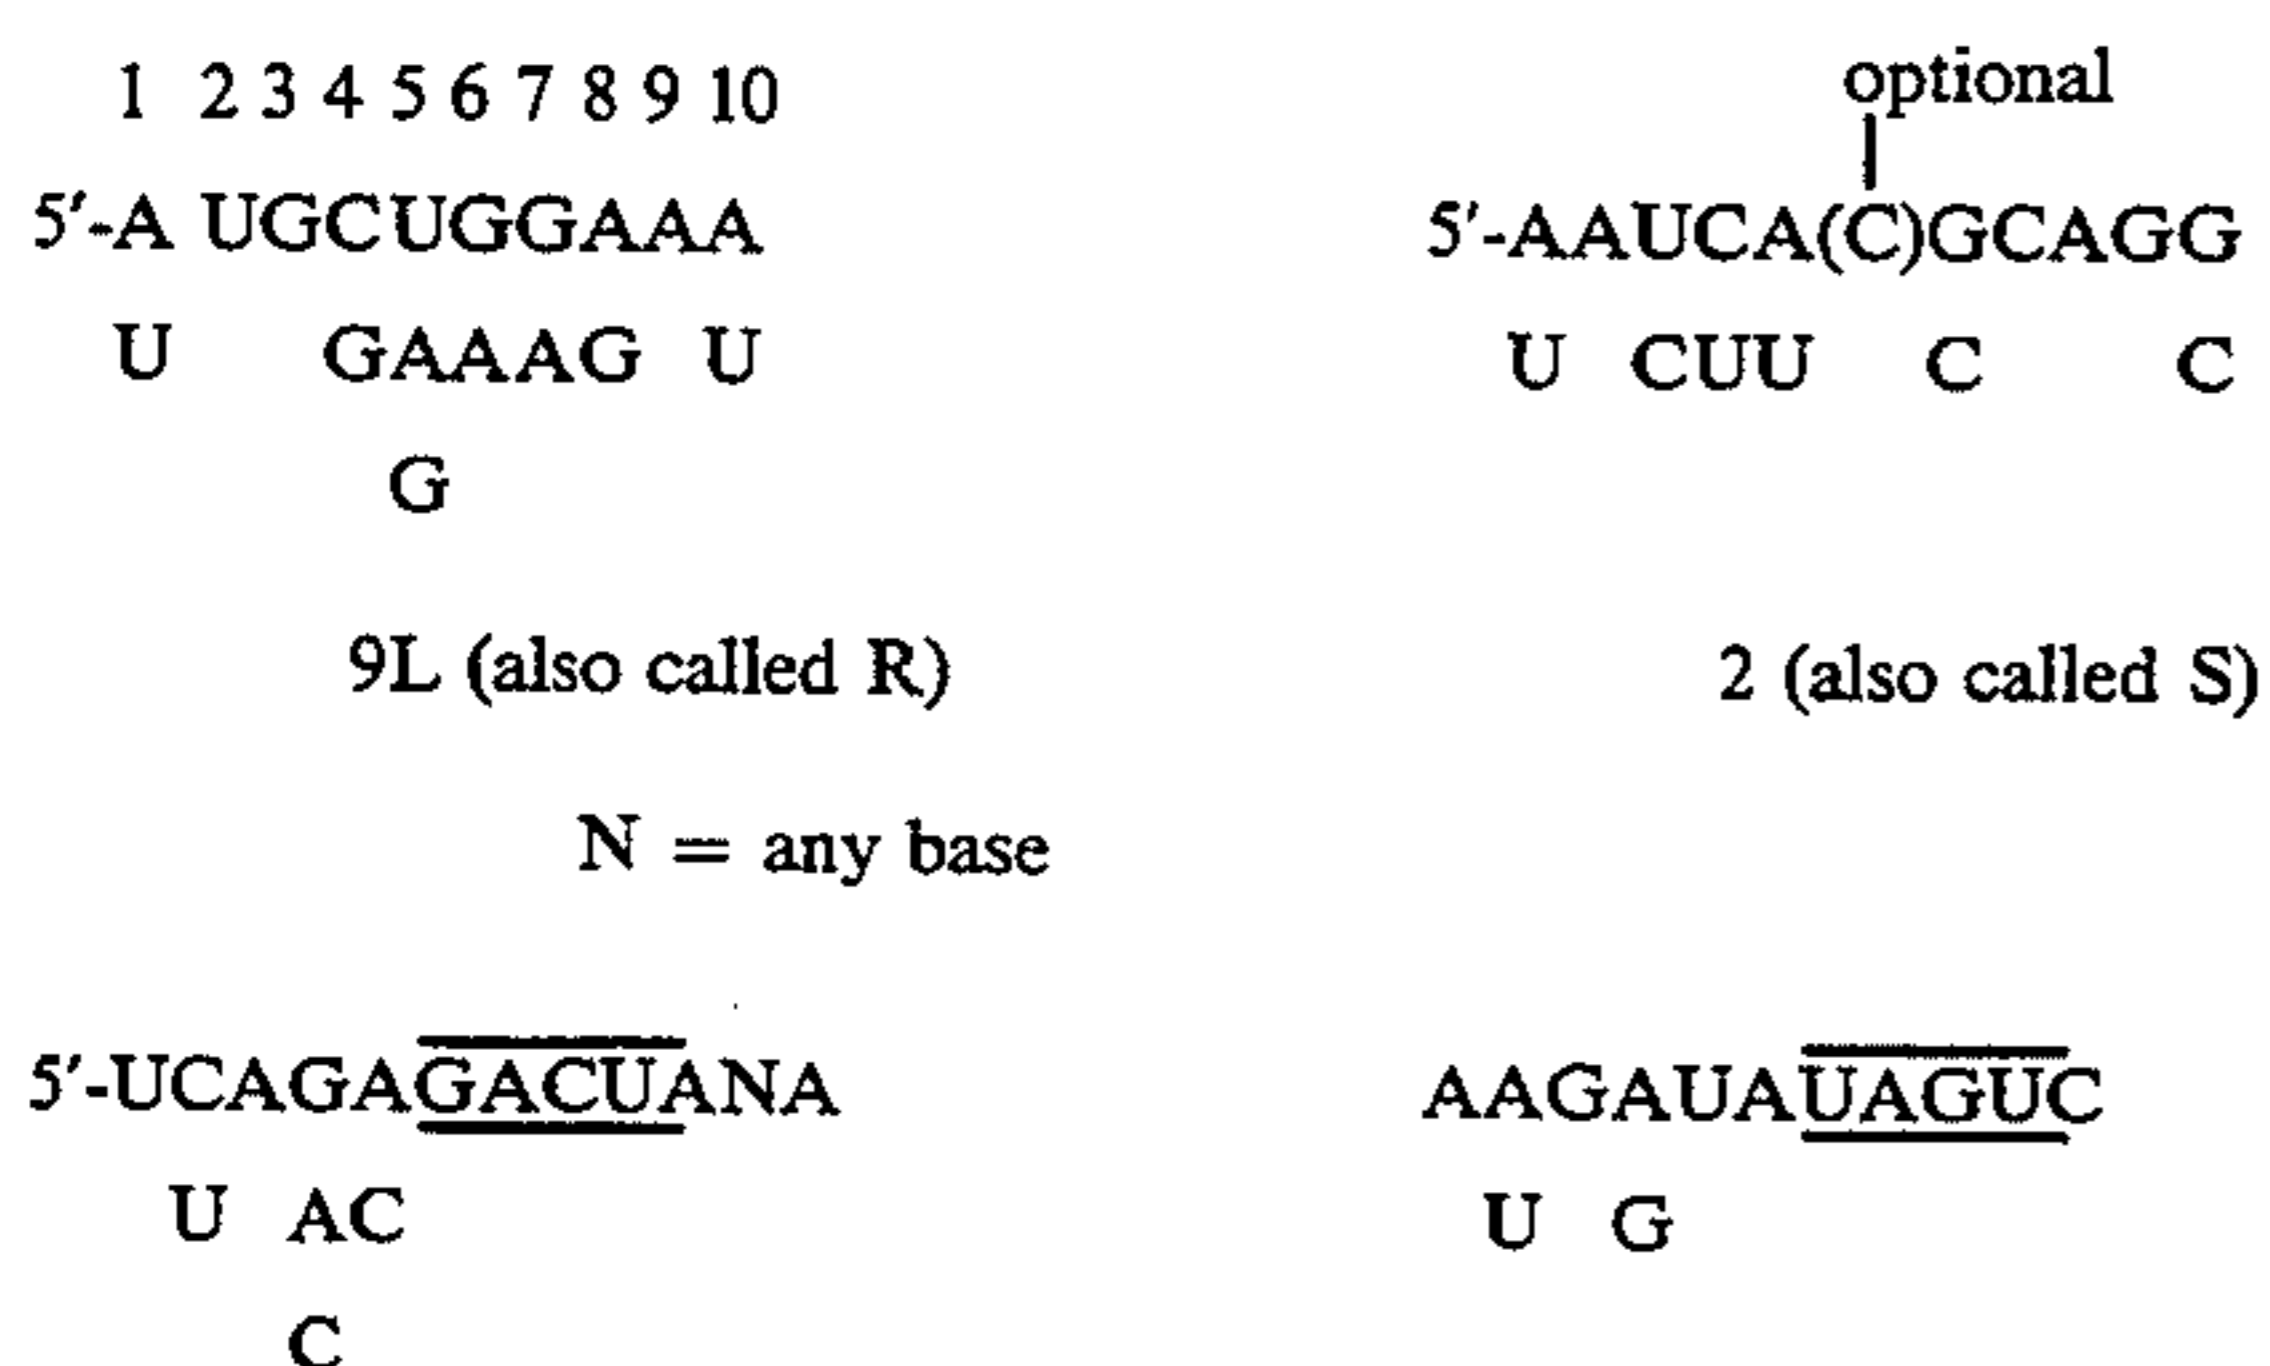 1 2 3 4 5 6 7 8 9 10 optional
5′-A UGCUGGAAA 5′-AAUCA(C)GCAGG
U GAAAG U U CUU C C
G
9L (also called R) 2 (also called S)
N = any base
5′-UCAGAGACUANA AAGAUAUAGUC
U AC U G
C